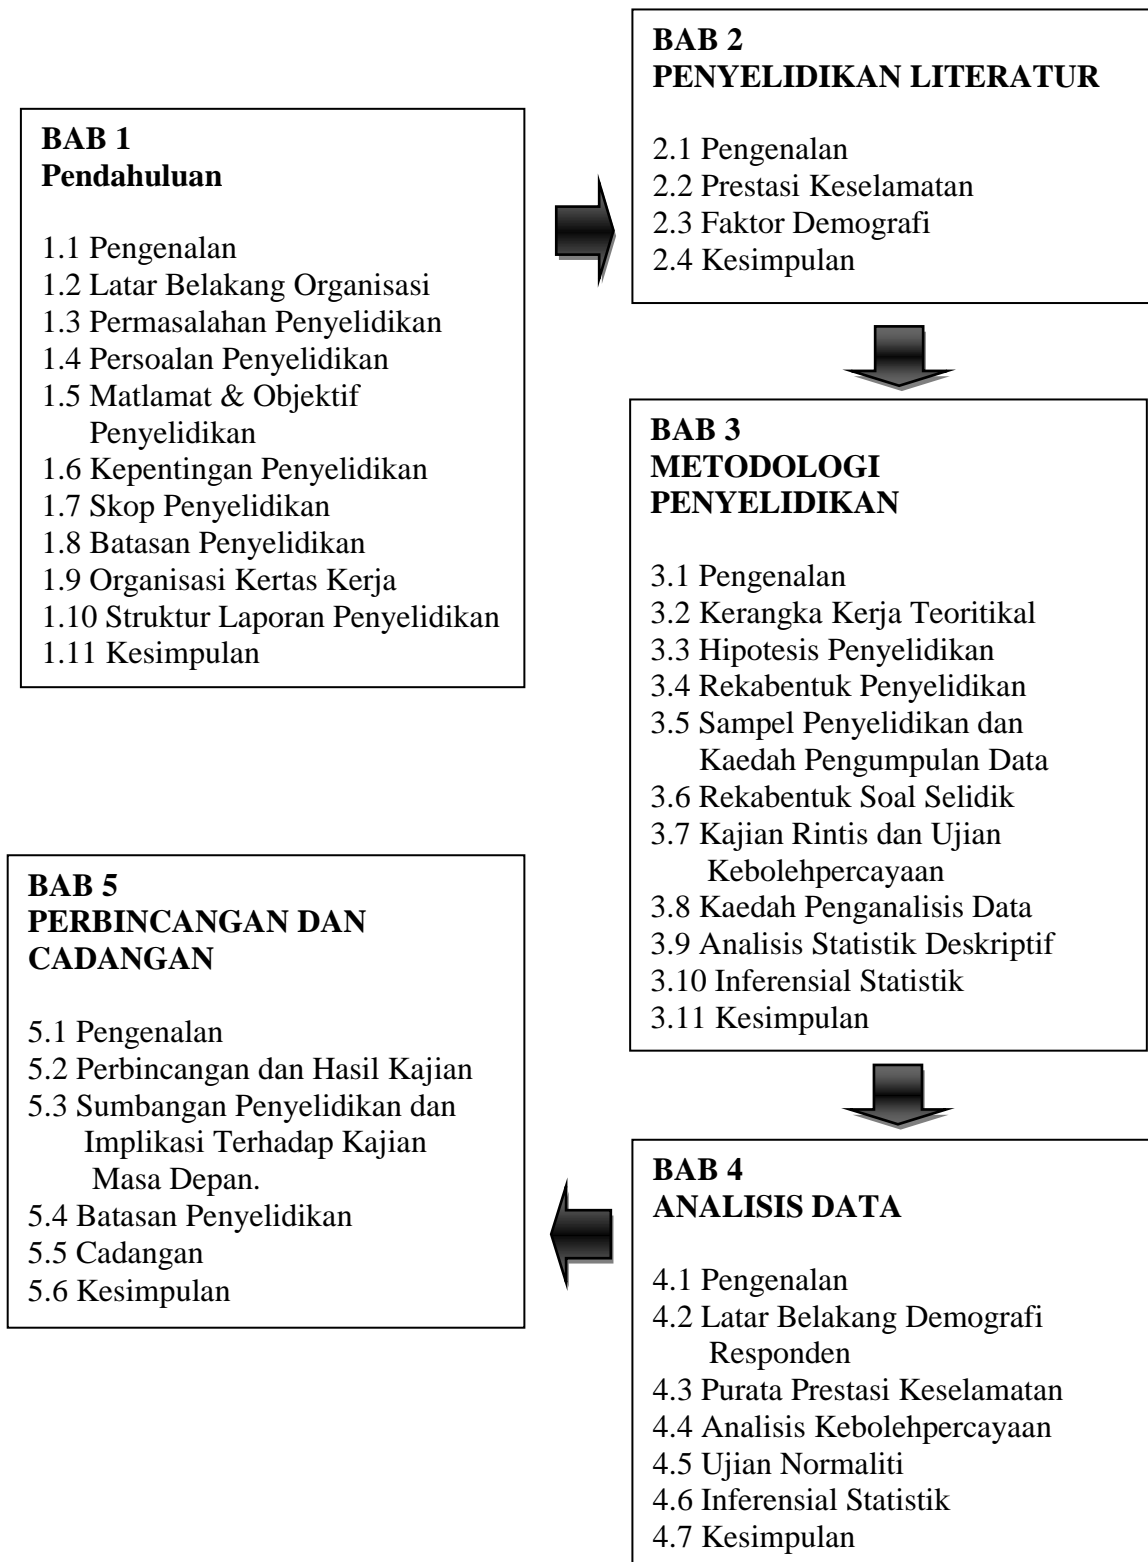 BAB 1
Pendahuluan
1.1 Pengenalan
1.2 Latar Belakang Organisasi
1.3 Permasalahan Penyelidikan
1.4 Persoalan Penyelidikan
1.5 Matlamat & Objektif
Penyelidikan
1.6 Kepentingan Penyelidikan
1.7 Skop Penyelidikan
1.8 Batasan Penyelidikan
1.9 Organisasi Kertas Kerja
1.10 Struktur Laporan Penyelidikan
1.11 Kesimpulan
BAB 2
PENYELIDIKAN LITERATUR
2.1 Pengenalan
2.2 Prestasi Keselamatan
2.3 Faktor Demografi
2.4 Kesimpulan
BAB 3
METODOLOGI
PENYELIDIKAN
3.1 Pengenalan
3.2 Kerangka Kerja Teoritikal
3.3 Hipotesis Penyelidikan
3.4 Rekabentuk Penyelidikan
3.5 Sampel Penyelidikan dan
Kaedah Pengumpulan Data
3.6 Rekabentuk Soal Selidik
3.7 Kajian Rintis dan Ujian
Kebolehpercayaan
3.8 Kaedah Penganalisis Data
3.9 Analisis Statistik Deskriptif
3.10 Inferensial Statistik
3.11 Kesimpulan
BAB 4
ANALISIS DATA
4.1 Pengenalan
4.2 Latar Belakang Demografi
Responden
4.3 Purata Prestasi Keselamatan
4.4 Analisis Kebolehpercayaan
4.5 Ujian Normaliti
4.6 Inferensial Statistik
4.7 Kesimpulan
BAB 5
PERBINCANGAN DAN
CADANGAN
5.1 Pengenalan
5.2 Perbincangan dan Hasil Kajian
5.3 Sumbangan Penyelidikan dan
Implikasi Terhadap Kajian
Masa Depan.
5.4 Batasan Penyelidikan
5.5 Cadangan
5.6 Kesimpulan